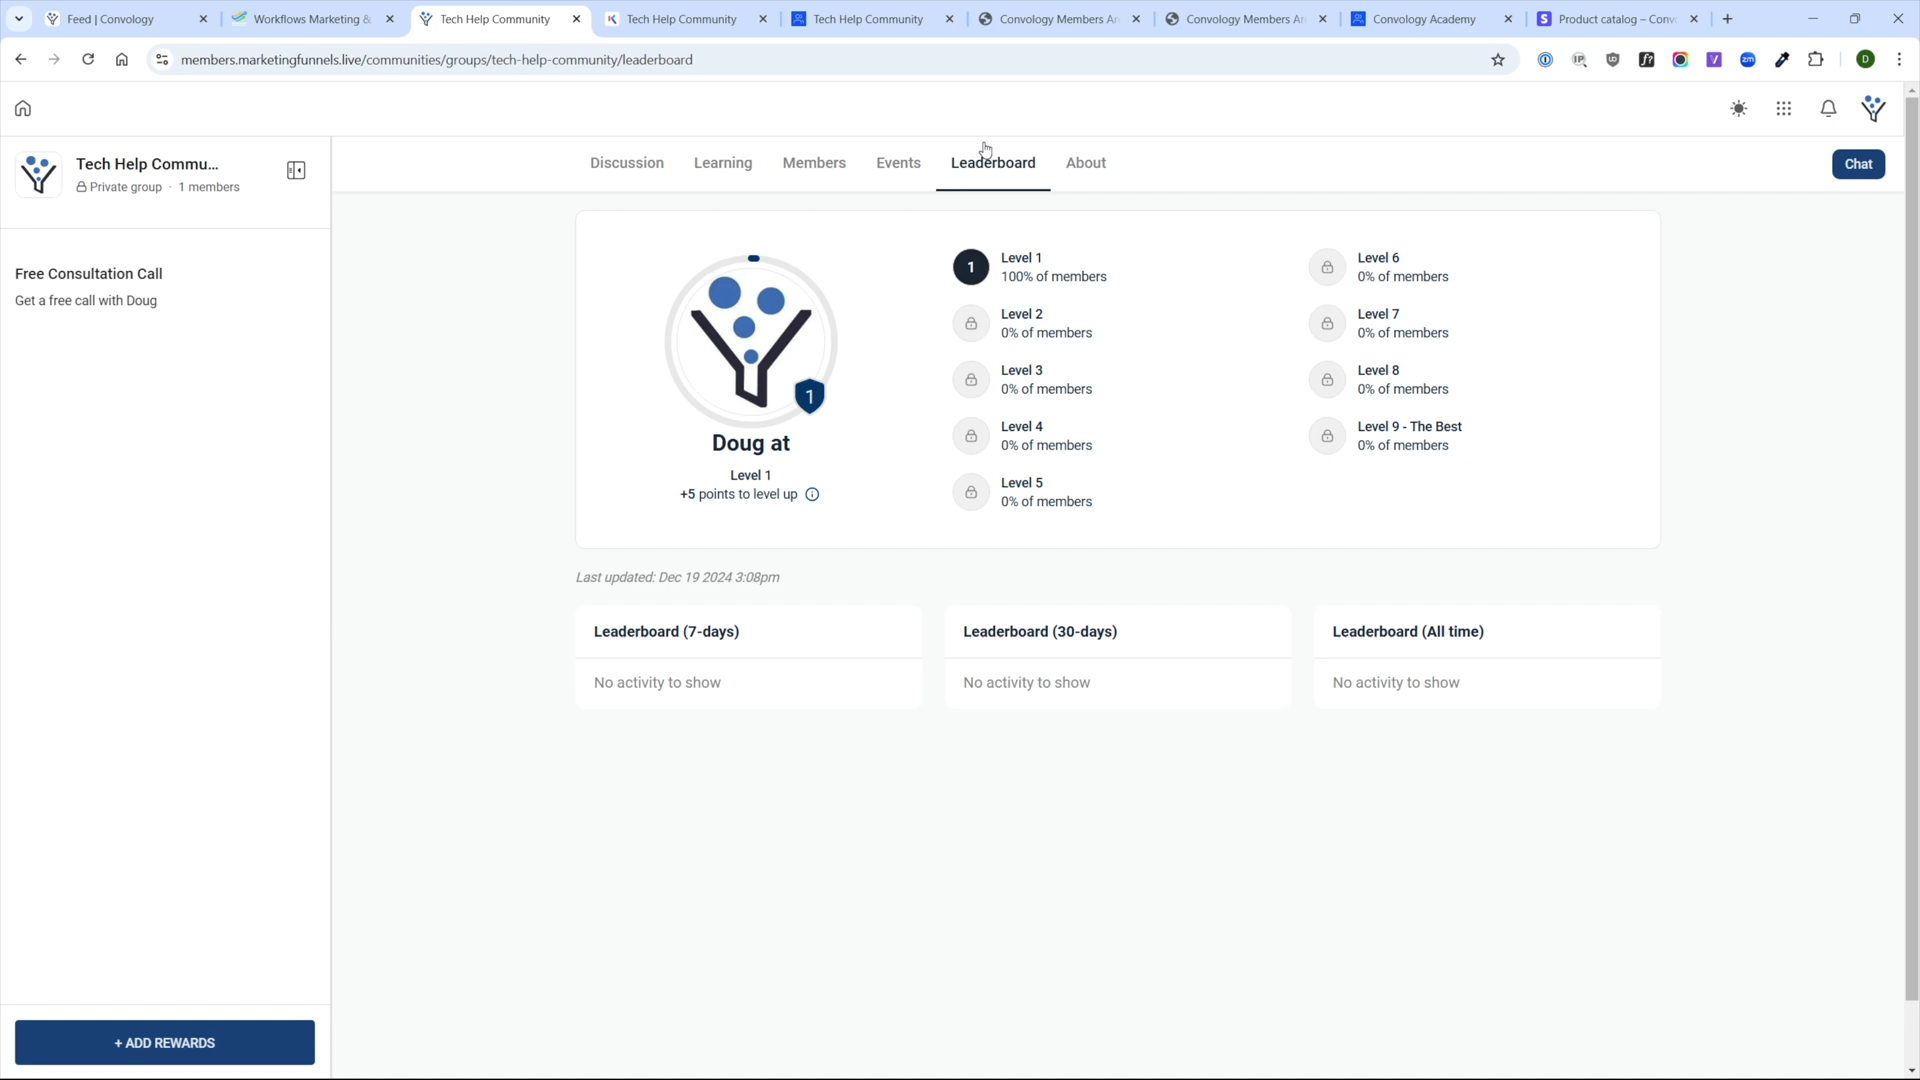 Feed | Convology
Workflows Marketing &
Tech Help Community
Tech Help Community
Tech Help Community
Convology Members Ar
Convology Members Ar
Convology Academy
Product catalog – Conv
members.marketingfunnels.live/communities/groups/tech-help-community/leaderboard
D
Tech Help Commu...
Private group · 1 members
Discussion
Learning
Members
Events
Leaderboard
About
Chat
Free Consultation Call
Get a free call with Doug
1
Doug at
Level 1
+5 points to level up
1
Level 1
100% of members
Level 2
0% of members
Level 3
0% of members
Level 4
0% of members
Level 5
0% of members
Level 6
0% of members
Level 7
0% of members
Level 8
0% of members
Level 9 - The Best
0% of members
Last updated: Dec 19 2024 3:08pm
Leaderboard (7-days)
No activity to show
Leaderboard (30-days)
No activity to show
Leaderboard (All time)
No activity to show
+ ADD REWARDS